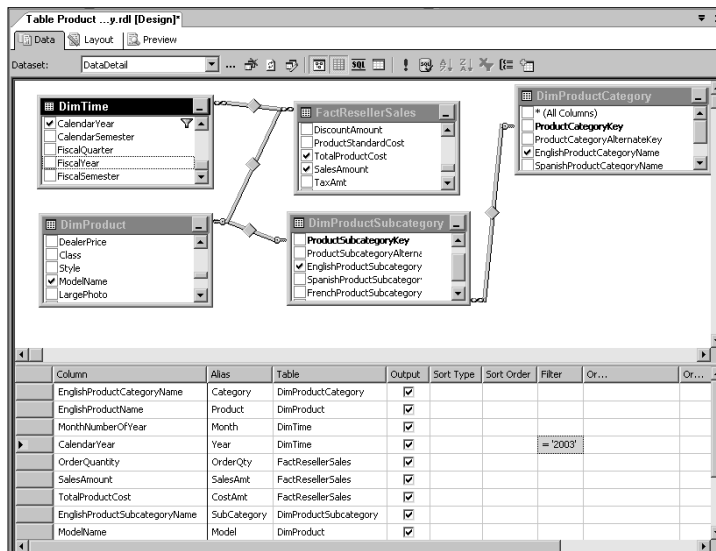 Table Product ...y.rdl [Design]*
Data Layout Preview
Dataset: DataDetail ... SQL
DimTime
CalendarYear
CalendarSemester
FiscalQuarter
FiscalYear
FiscalSemester
FactResellerSales
DiscountAmount
ProductStandardCost
TotalProductCost
SalesAmount
TaxAmt
DimProductCategory
* (All Columns)
ProductCategoryKey
ProductCategoryAlternateKey
EnglishProductCategoryName
SpanishProductCategoryName
DimProduct
DealerPrice
Class
Style
ModelName
LargePhoto
DimProductSubcategory
ProductSubcategoryKey
ProductSubcategoryAlterna
EnglishProductSubcategory
SpanishProductSubcategor
FrenchProductSubcategory
Column Alias Table Output Sort Type Sort Order Filter Or... Or...
EnglishProductCategoryName Category DimProductCategory
EnglishProductName Product DimProduct
MonthNumberOfYear Month DimTime
CalendarYear Year DimTime = '2003'
OrderQuantity OrderQty FactResellerSales
SalesAmount SalesAmt FactResellerSales
TotalProductCost CostAmt FactResellerSales
EnglishProductSubcategoryName SubCategory DimProductSubcategory
ModelName Model DimProduct